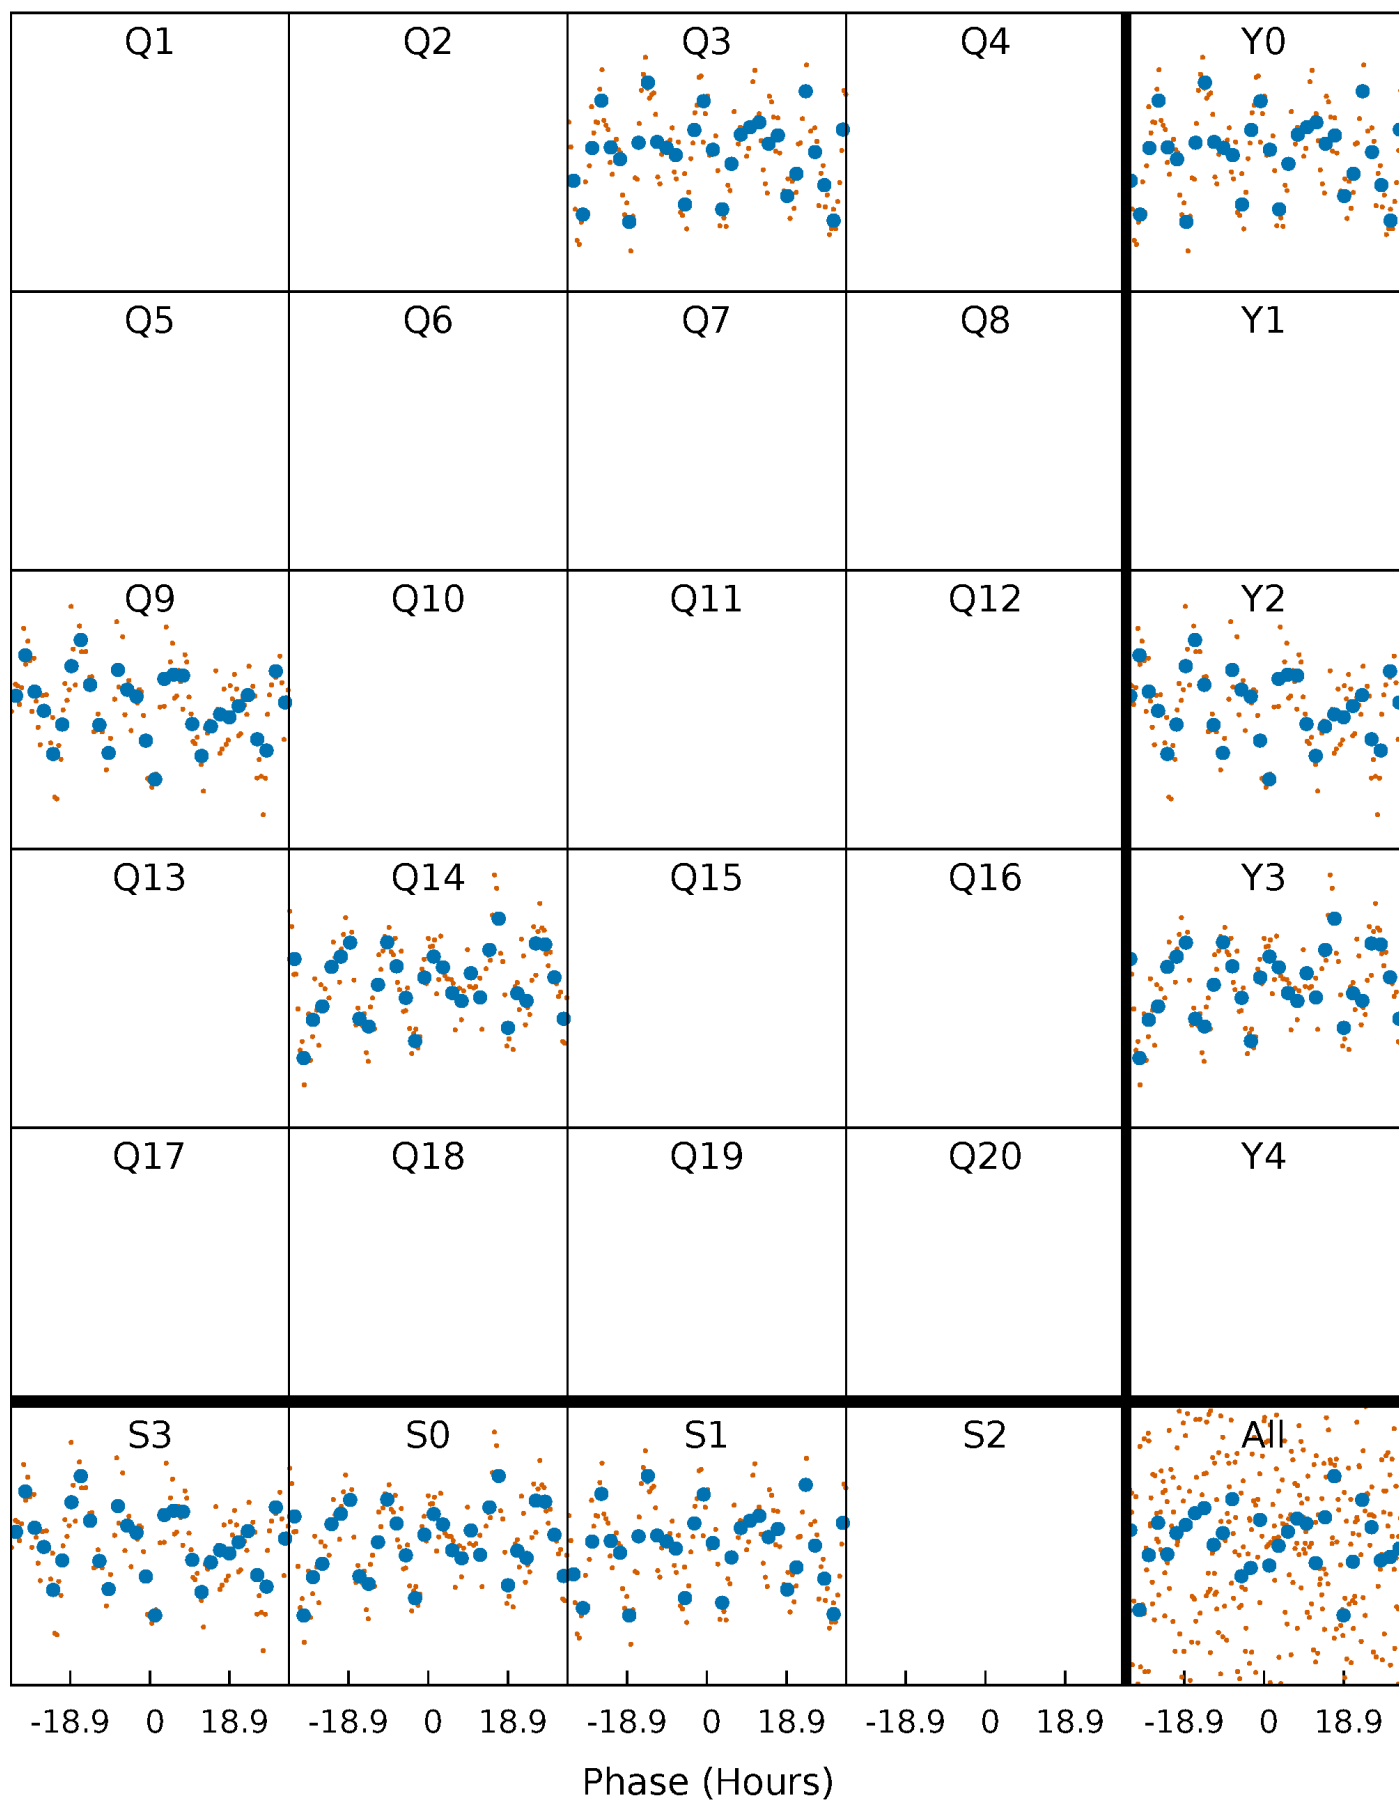 Q1 Q2 Q3 Q4 Y0
Q5 Q6 Q7 Q8 Y1
Q9 Q10 Q11 Q12 Y2
Q13 Q14 Q15 Q16 Y3
Q17 Q18 Q19 Q20 Y4
S3 S0 S1 S2 All
-18.9 0 18.9 -18.9 0 18.9 -18.9 0 18.9 -18.9 0 18.9 -18.9 0 18.9
Phase (Hours)